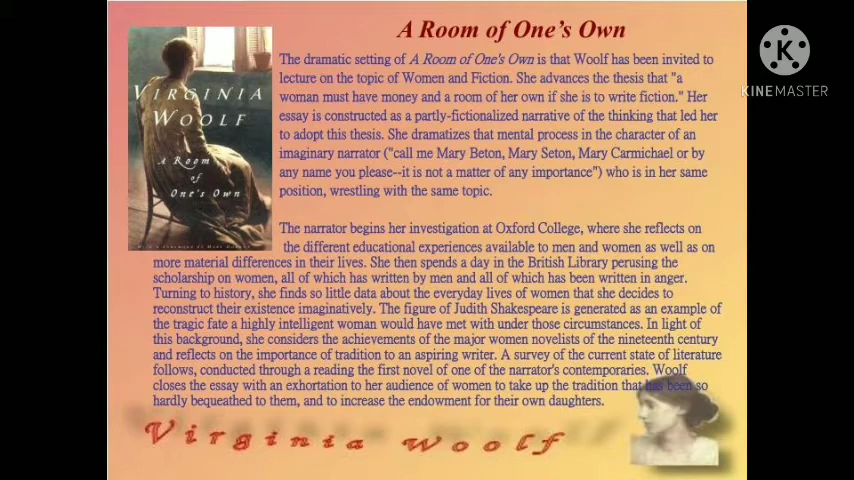 A Room of One's Own
KINEMASTER
VIRGINIA
WOOLF
A Room
of
One's Own
The dramatic setting of A Room of One's Own is that Woolf has been invited to
lecture on the topic of Women and Fiction. She advances the thesis that "a
woman must have money and a room of her own if she is to write fiction." Her
essay is constructed as a partly-fictionalized narrative of the thinking that led her
to adopt this thesis. She dramatizes that mental process in the character of an
imaginary narrator ("call me Mary Beton, Mary Seton, Mary Carmichael or by
any name you please--it is not a matter of any importance") who is in her same
position, wrestling with the same topic.
The narrator begins her investigation at Oxford College, where she reflects on
the different educational experiences available to men and women as well as on
more material differences in their lives. She then spends a day in the British Library perusing the
scholarship on women, all of which has written by men and all of which has been written in anger.
Turning to history, she finds so little data about the everyday lives of women that she decides to
reconstruct their existence imaginatively. The figure of Judith Shakespeare is generated as an example of
the tragic fate a highly intelligent woman would have met with under those circumstances. In light of
this background, she considers the achievements of the major women novelists of the nineteenth century
and reflects on the importance of tradition to an aspiring writer. A survey of the current state of literature
follows, conducted through a reading the first novel of one of the narrator's contemporaries. Woolf
closes the essay with an exhortation to her audience of women to take up the tradition that has been so
hardly bequeathed to them, and to increase the endowment for their own daughters.
Virginia Woolf